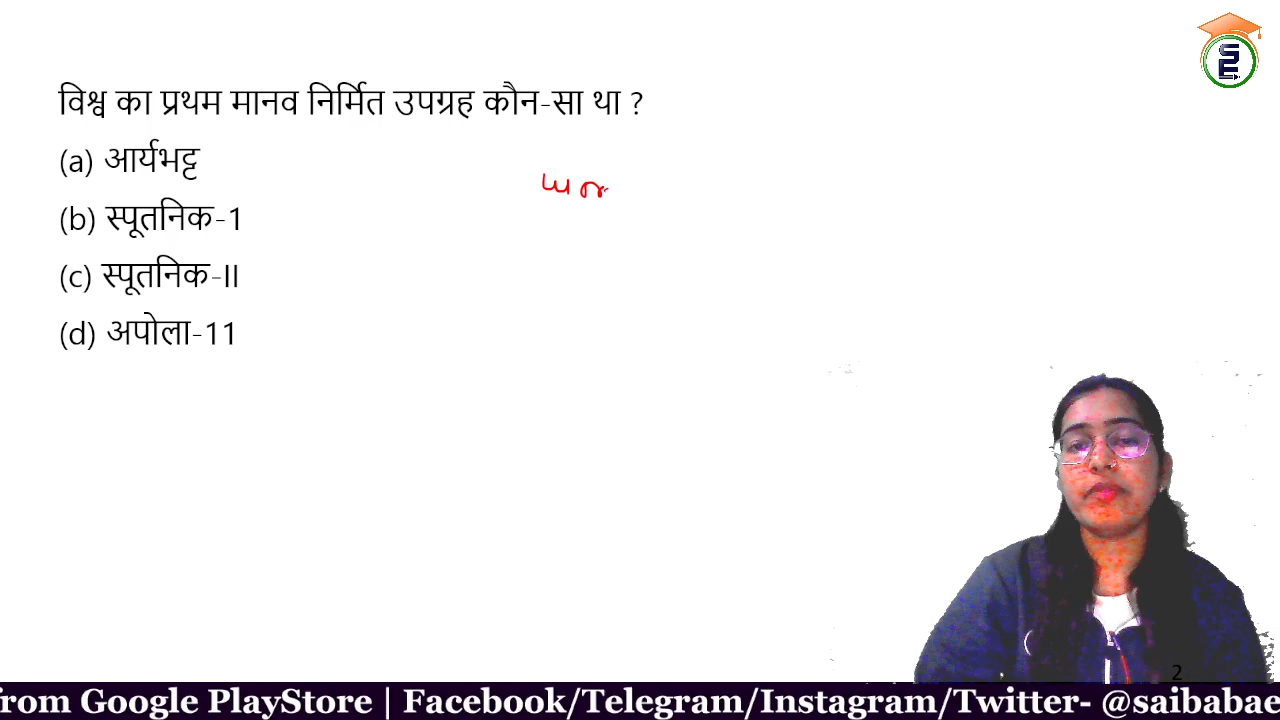 विश्व का प्रथम मानव निर्मित उपग्रह कौन-सा था ?
(a) आर्यभट्ट
(b) स्पूतनिक-1
(c) स्पूतनिक-II
(d) अपोला-11
2
rom Google PlayStore | Facebook/Telegram/Instagram/Twitter- @saibabae